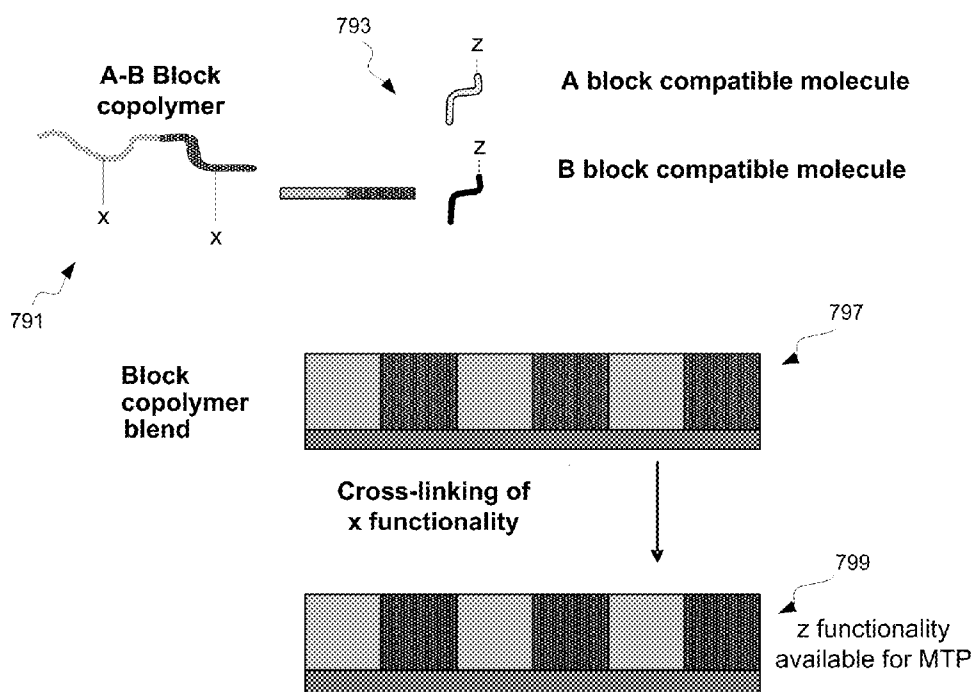 793
z
A-B Block
copolymer
A block compatible molecule
z
B block compatible molecule
x
x
791
797
Block
copolymer
blend
Cross-linking of
x functionality
799
z functionality
available for MTP